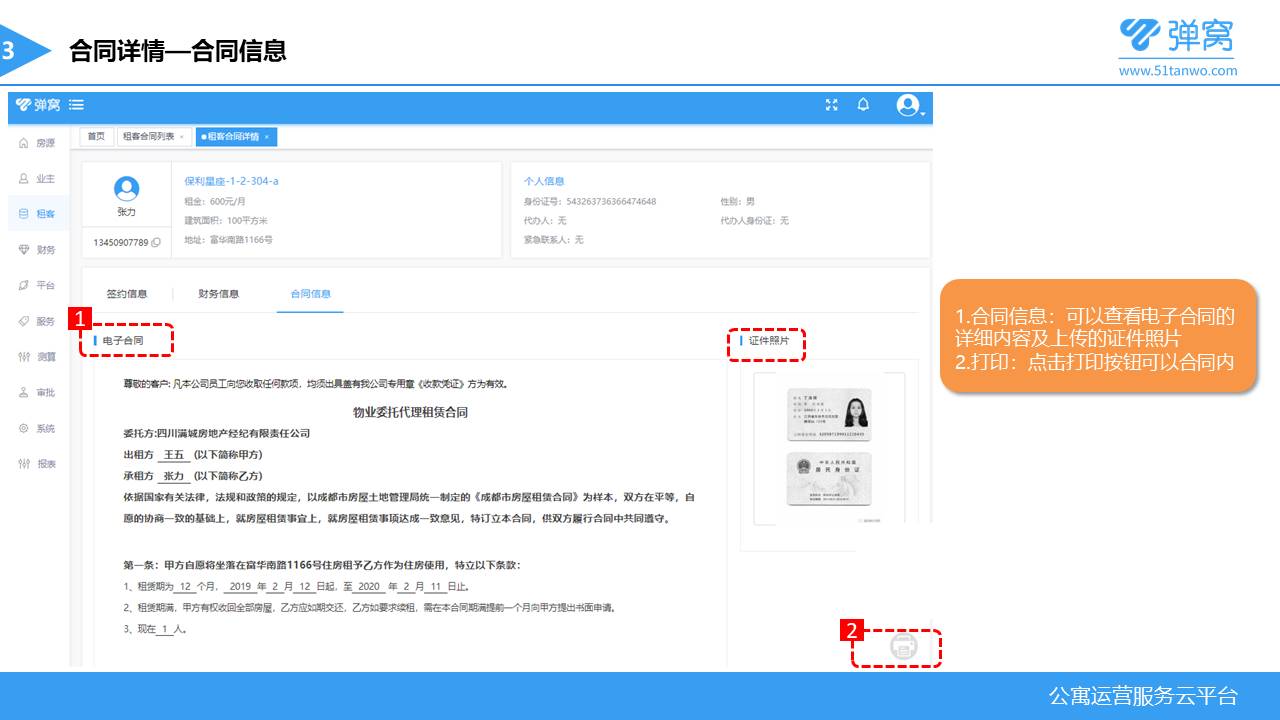 3
合同详情—合同信息
弹窝
www.51tanwo.com
弹窝
首页
租客合同列表 ×
租客合同详情 ×
房源
业主
租客
财务
平台
服务
测算
审批
系统
报表
张力
13450907789
保利星座-1-2-304-a
租金：600元/月
建筑面积：100平方米
地址：富华南路1166号
个人信息
身份证号：543263736366474648
性别：男
代办人：无
代办人身份证：无
紧急联系人：无
签约信息
财务信息
合同信息
1
电子合同
证件照片
尊敬的客户: 凡本公司员工向您收取任何款项，均须出具盖有我公司专用章《收款凭证》方为有效。
物业委托代理租赁合同
委托方:四川满城房地产经纪有限责任公司
出租方 王五 (以下简称甲方)
承租方 张力 (以下简称乙方)
依据国家有关法律，法规和政策的规定，以成都市房屋土地管理局统一制定的《成都市房屋租赁合同》为样本，双方在平等，自
愿的协商一致的基础上，就房屋租赁事宜上，就房屋租赁事项达成一致意见，特订立本合同，供双方履行合同中共同遵守。
第一条：甲方自愿将坐落在富华南路1166号住房租予乙方作为住房使用，特立以下条款：
1、租赁期为 12 个月， 2019 年 2 月 12 日起，至 2020 年 2 月 11 日止。
2、租赁期满，甲方有权收回全部房屋，乙方应如期交还，乙方如要求续租，需在本合同期满提前一个月向甲方提出书面申请。
3、现在 1 人。
中华人民共和国
居民身份证
2
1.合同信息：可以查看电子合同的
详细内容及上传的证件照片
2.打印：点击打印按钮可以合同内
公寓运营服务云平台